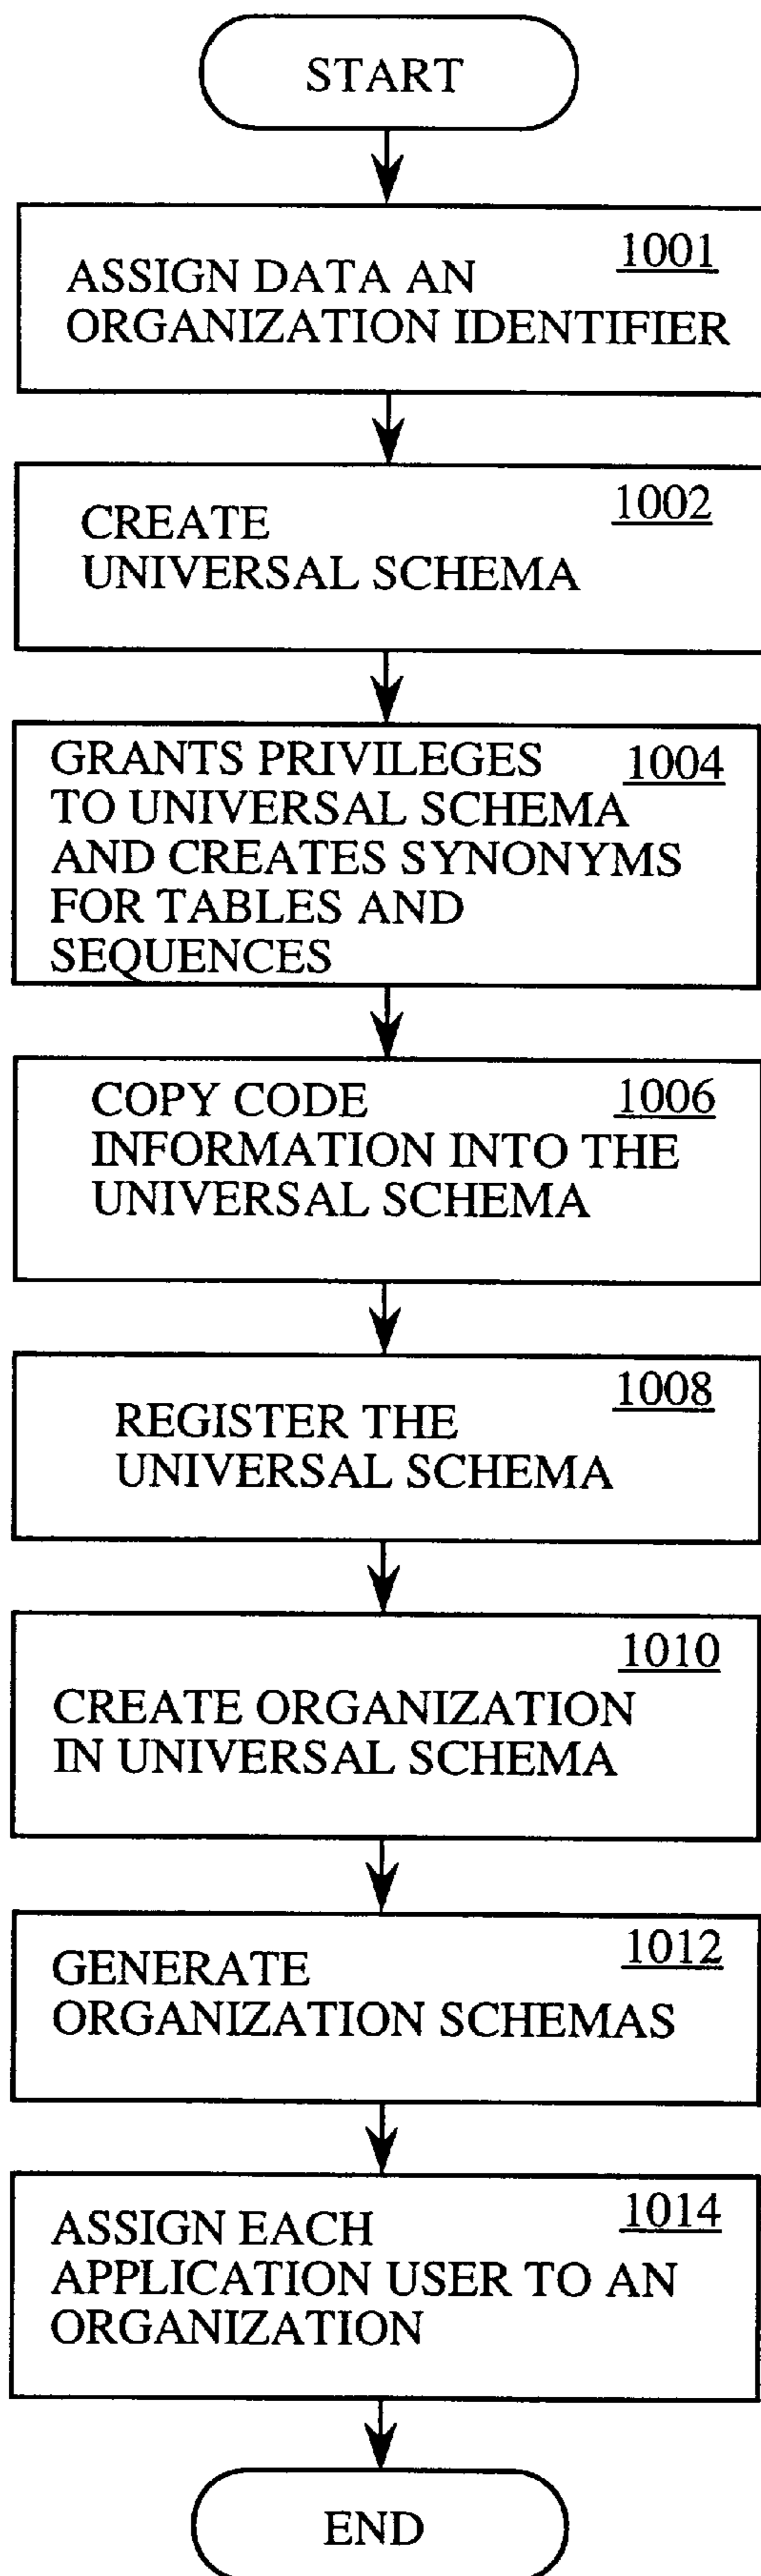 START
1001
ASSIGN DATA AN
ORGANIZATION IDENTIFIER
1002
CREATE
UNIVERSAL SCHEMA
GRANTS PRIVILEGES 1004
TO UNIVERSAL SCHEMA
AND CREATES SYNONYMS
FOR TABLES AND
SEQUENCES
COPY CODE 1006
INFORMATION INTO THE
UNIVERSAL SCHEMA
1008
REGISTER THE
UNIVERSAL SCHEMA
1010
CREATE ORGANIZATION
IN UNIVERSAL SCHEMA
1012
GENERATE
ORGANIZATION SCHEMAS
1014
ASSIGN EACH
APPLICATION USER TO AN
ORGANIZATION
END